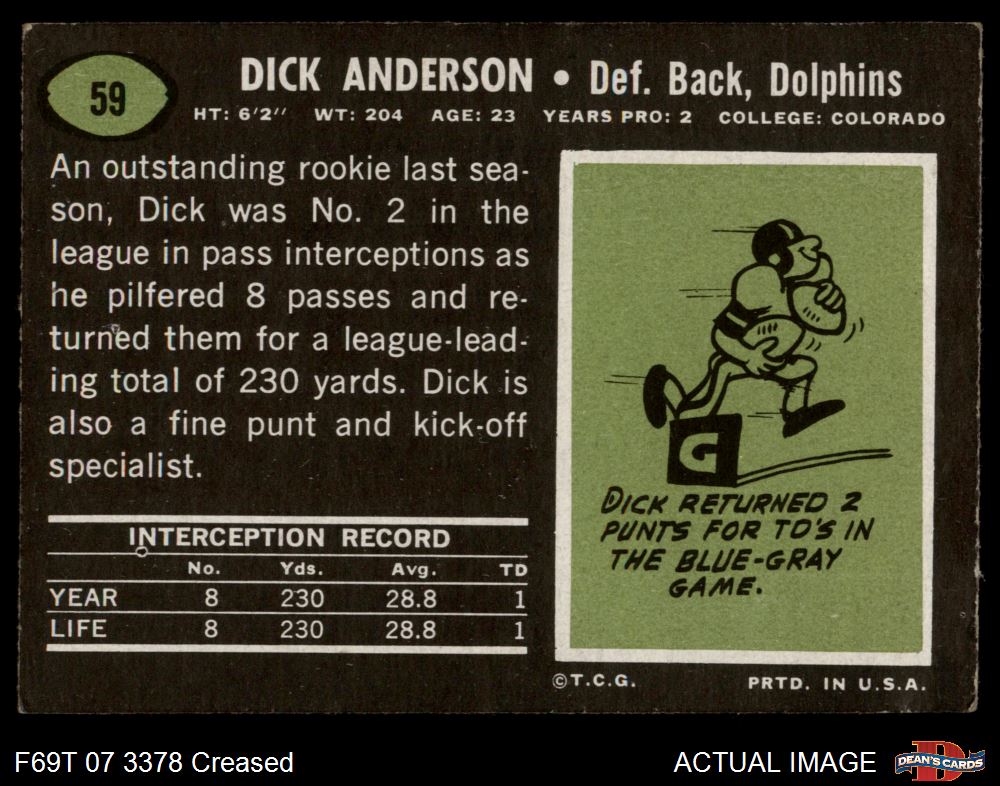 59
DICK ANDERSON • Def. Back, Dolphins
HT: 6'2" WT: 204 AGE: 23 YEARS PRO: 2 COLLEGE: COLORADO
An outstanding rookie last sea-
son, Dick was No. 2 in the
league in pass interceptions as
he pilfered 8 passes and re-
turned them for a league-lead-
ing total of 230 yards. Dick is
also a fine punt and kick-off
specialist.
INTERCEPTION RECORD
No. Yds. Avg. TD
YEAR 8 230 28.8 1
LIFE 8 230 28.8 1
G
DICK RETURNED 2
PUNTS FOR TD'S IN
THE BLUE-GRAY
GAME.
©T.C.G. PRTD. IN U.S.A.
F69T 07 3378 Creased
ACTUAL IMAGE
D
DEAN'S CARDS